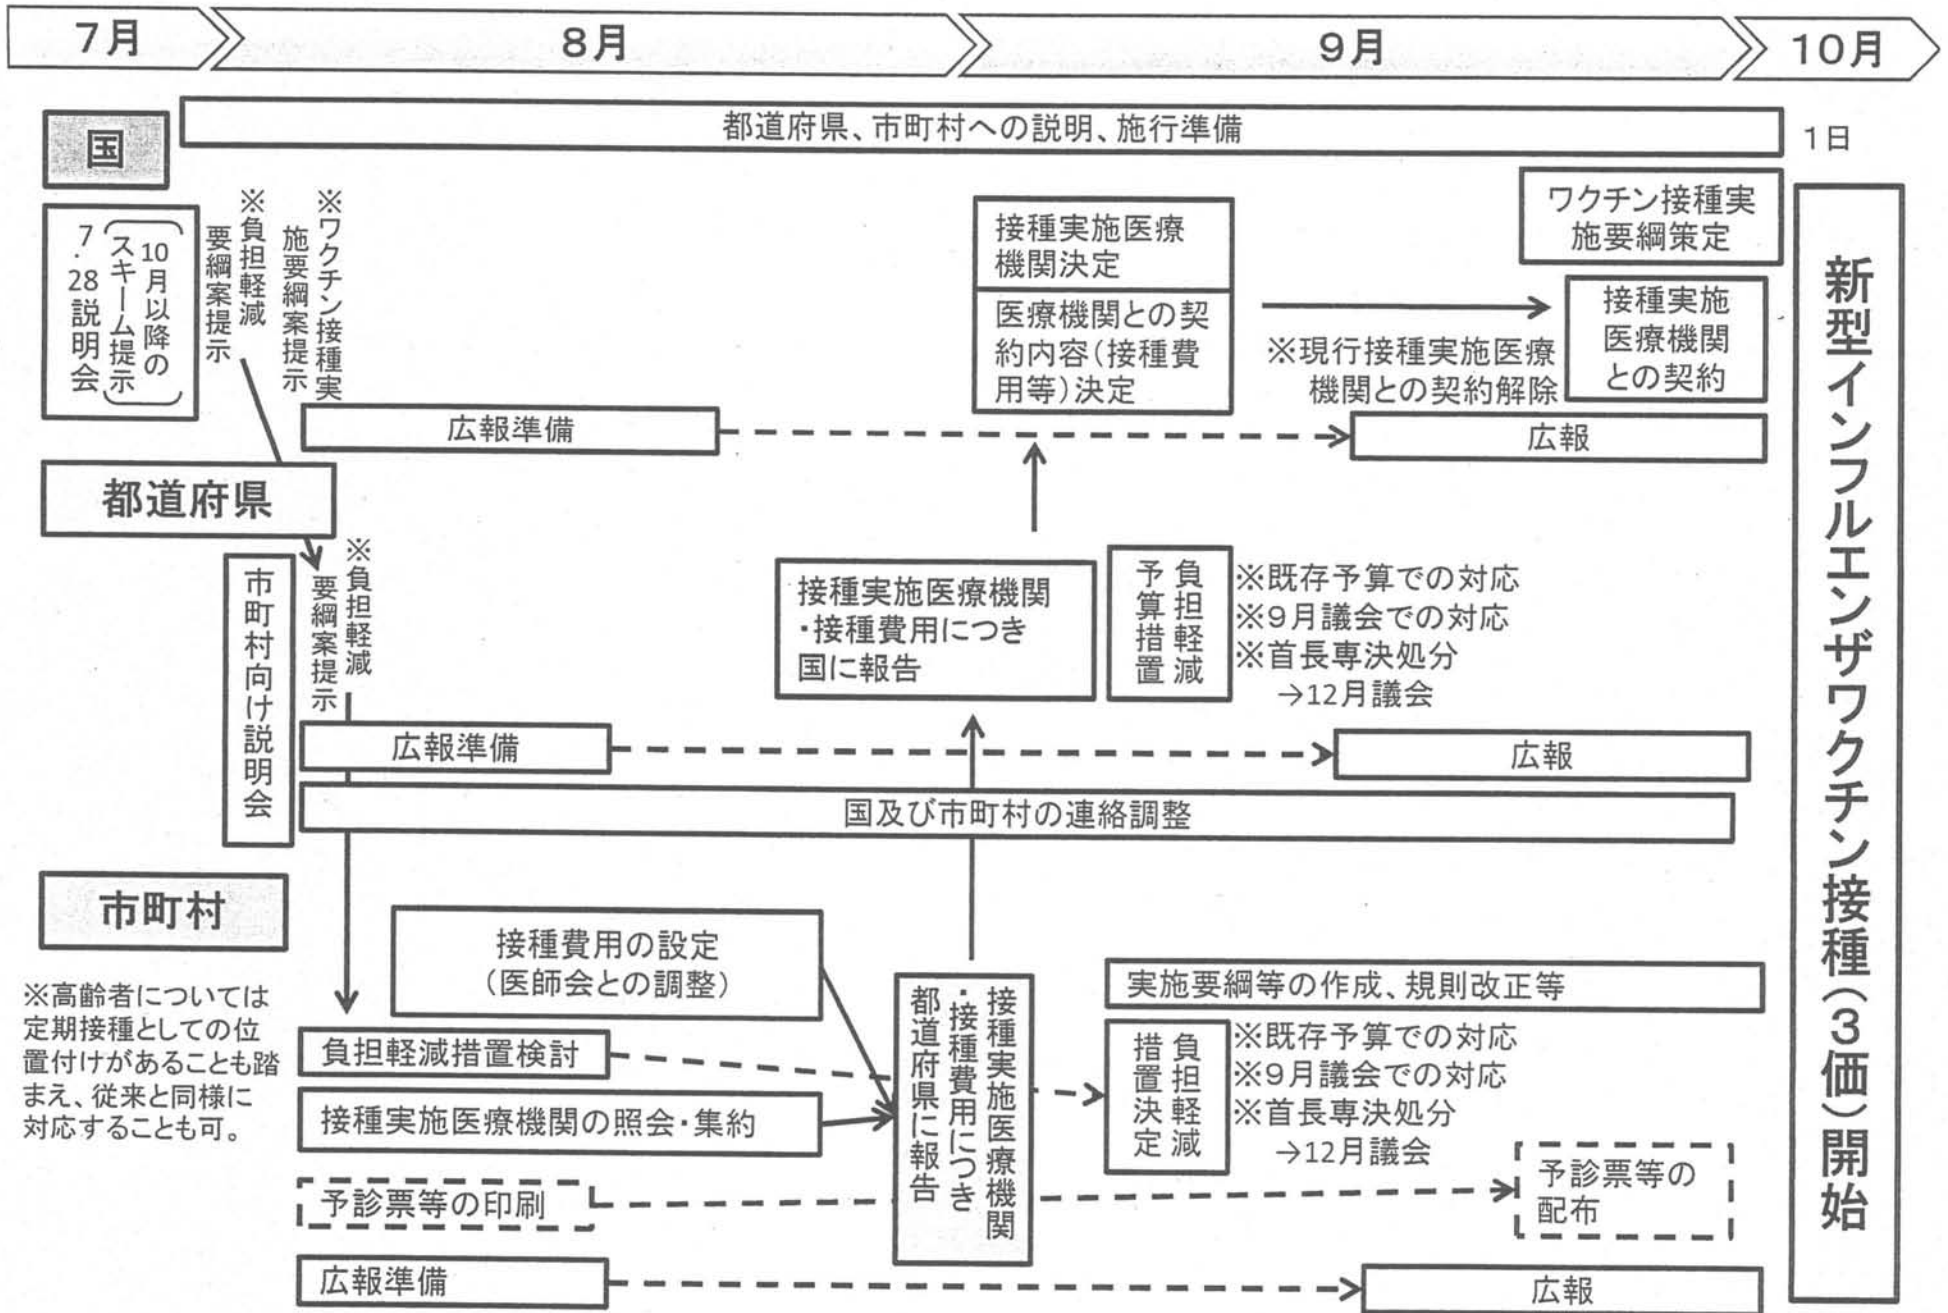 7月
8月
9月
10月
国
都道府県、市町村への説明、施行準備
1日
7.28説明会
10月以降の
スキーム提示
※負担軽減
要綱案提示
※ワクチン接種実
施要綱案提示
接種実施医療
機関決定
医療機関との契
約内容(接種費
用等)決定
ワクチン接種実
施要綱策定
※現行接種実施医療
機関との契約解除
接種実施
医療機関
との契約
広報準備
広報
都道府県
市町村向け説明会
※負担軽減
要綱案提示
接種実施医療機関
・接種費用につき
国に報告
負担軽減
予算措置
※既存予算での対応
※9月議会での対応
※首長専決処分
→12月議会
広報準備
広報
国及び市町村の連絡調整
市町村
※高齢者については
定期接種としての位
置付けがあることも踏
まえ、従来と同様に
対応することも可。
接種費用の設定
(医師会との調整)
負担軽減措置検討
接種実施医療機関の照会・集約
接種実施医療機関
・接種費用につき
都道府県に報告
実施要綱等の作成、規則改正等
負担軽減
措置決定
※既存予算での対応
※9月議会での対応
※首長専決処分
→12月議会
予診票等の印刷
予診票等の
配布
広報準備
広報
新型インフルエンザワクチン接種(3価)開始